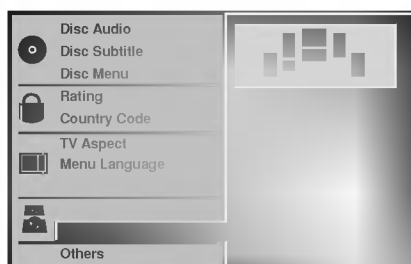 Disc Audio
Disc Subtitle
Disc Menu
Rating
Country Code
TV Aspect
Menu Language
Others